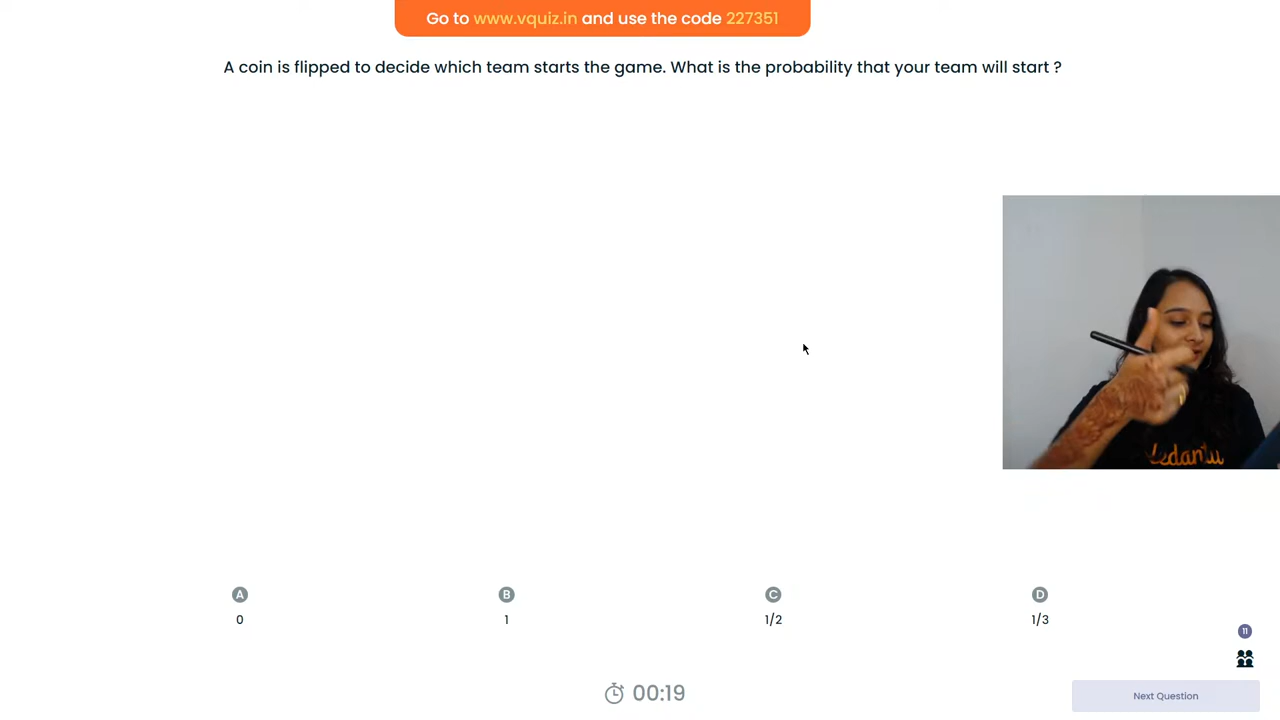 Go to www.vquiz.in and use the code 227351
A coin is flipped to decide which team starts the game. What is the probability that your team will start ?
Vedantu
A
0
B
1
C
1/2
D
1/3
11
00:19
Next Question